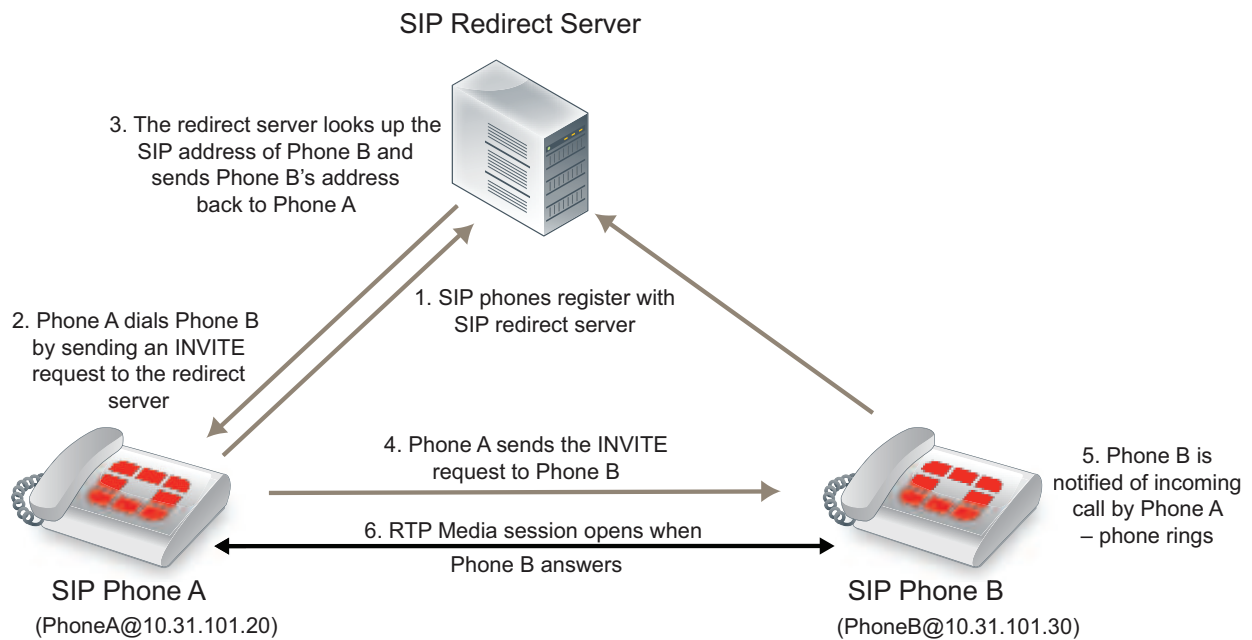 SIP Redirect Server
3. The redirect server looks up the
SIP address of Phone B and
sends Phone B’s address
back to Phone A
1. SIP phones register with
SIP redirect server
2. Phone A dials Phone B
by sending an INVITE
request to the redirect
server
4. Phone A sends the INVITE
request to Phone B
5. Phone B is
notified of incoming
call by Phone A
– phone rings
6. RTP Media session opens when
Phone B answers
SIP Phone A
(PhoneA@10.31.101.20)
SIP Phone B
(PhoneB@10.31.101.30)